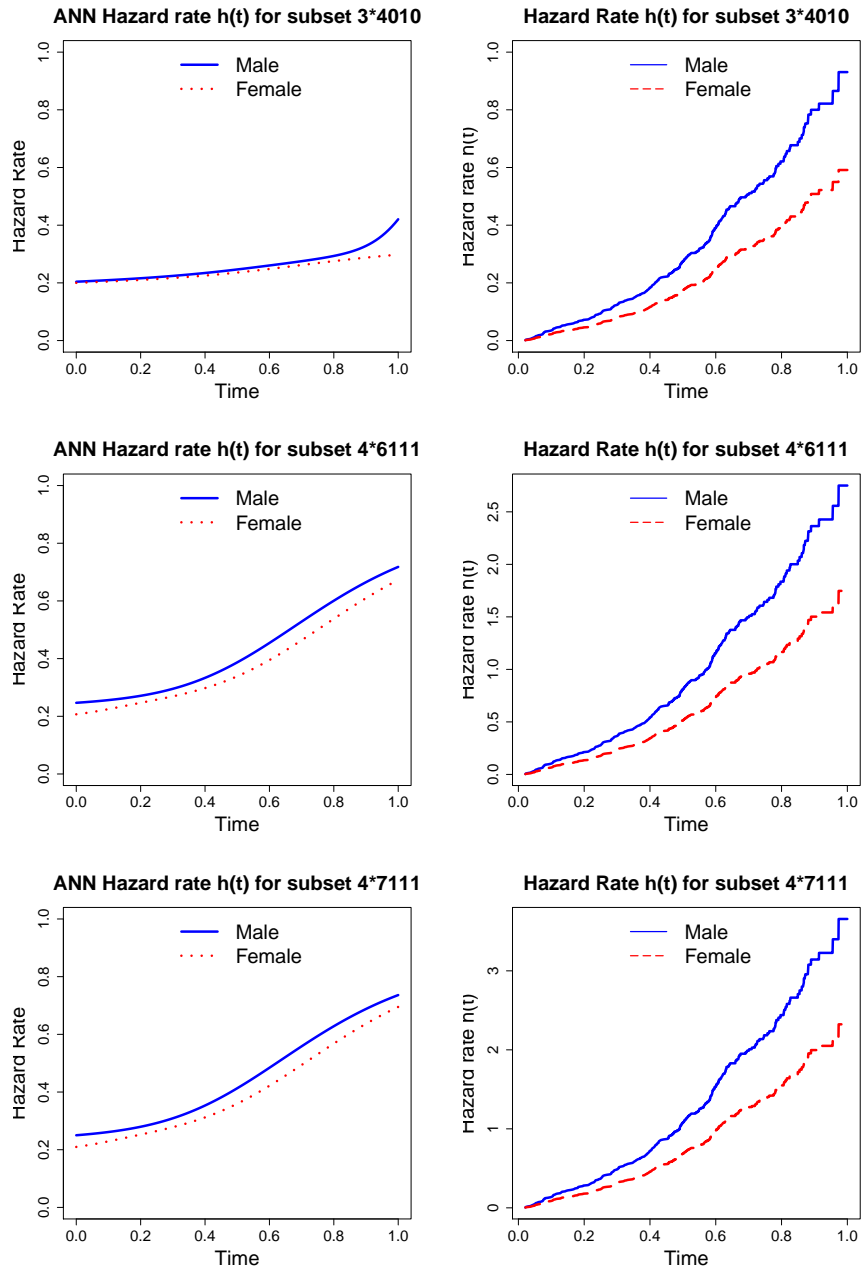 ANN Hazard rate h(t) for subset 3*4010
Male
Female
Hazard Rate
0.0 0.2 0.4 0.6 0.8 1.0
0.0 0.2 0.4 0.6 0.8 1.0
Time
Hazard Rate h(t) for subset 3*4010
Male
Female
Hazard rate h(t)
0.0 0.2 0.4 0.6 0.8 1.0
0.0 0.2 0.4 0.6 0.8 1.0
Time
ANN Hazard rate h(t) for subset 4*6111
Male
Female
Hazard Rate
0.0 0.2 0.4 0.6 0.8 1.0
0.0 0.2 0.4 0.6 0.8 1.0
Time
Hazard Rate h(t) for subset 4*6111
Male
Female
Hazard rate h(t)
0.0 0.5 1.0 1.5 2.0 2.5
0.0 0.2 0.4 0.6 0.8 1.0
Time
ANN Hazard rate h(t) for subset 4*7111
Male
Female
Hazard Rate
0.0 0.2 0.4 0.6 0.8 1.0
0.0 0.2 0.4 0.6 0.8 1.0
Time
Hazard Rate h(t) for subset 4*7111
Male
Female
Hazard rate h(t)
0 1 2 3
0.0 0.2 0.4 0.6 0.8 1.0
Time